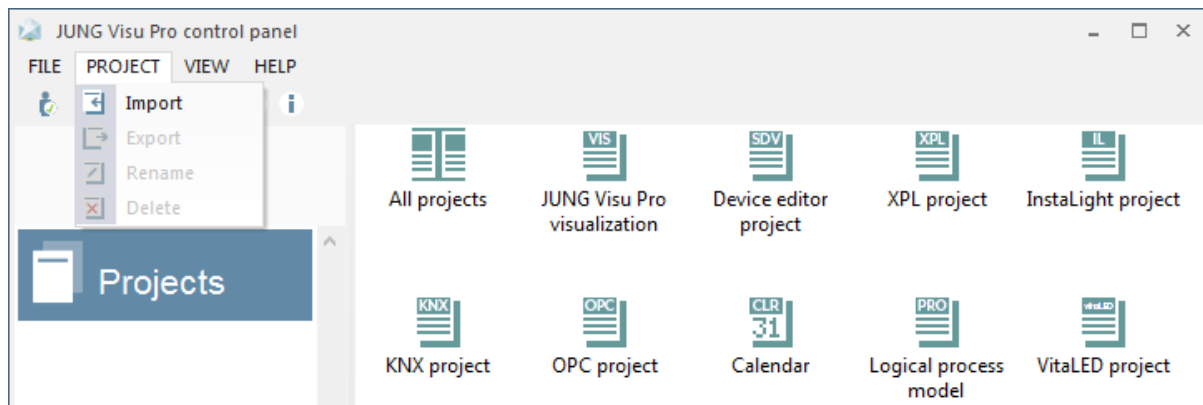 JUNG Visu Pro control panel
FILE PROJECT VIEW HELP
Import
Export
Rename
Delete
Projects
VIS SDV XPL IL
All projects JUNG Visu Pro visualization Device editor project XPL project InstaLight project
KNX OPC CLR 31 PRO vitaLED
KNX project OPC project Calendar Logical process model VitaLED project